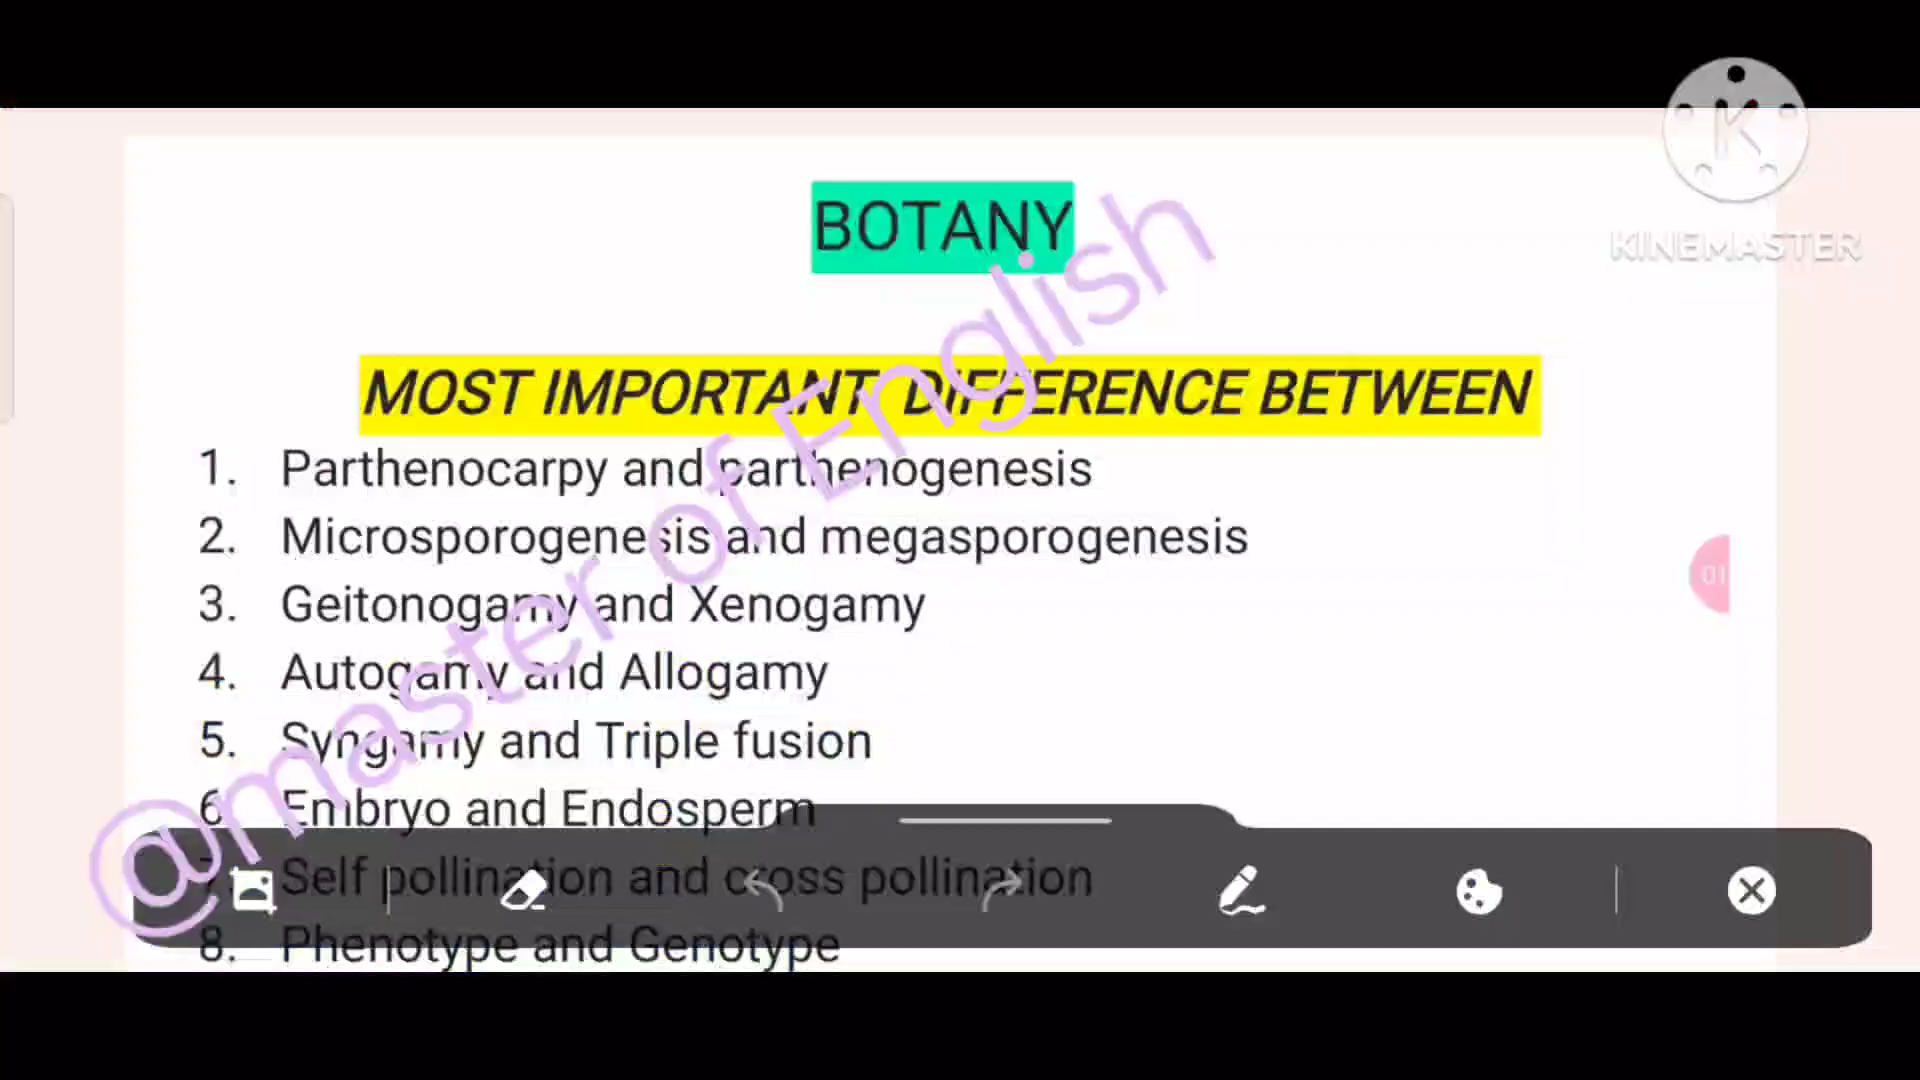 BOTANY
KINEMASTER
MOST IMPORTANT DIFFERENCE BETWEEN
1. Parthenocarpy and parthenogenesis
2. Microsporogenesis and megasporogenesis
3. Geitonogamy and Xenogamy
01
4. Autogamy and Allogamy
5. Syngamy and Triple fusion
6. Embryo and Endosperm
7. Self pollination and cross pollination
8. Phenotype and Genotype
@master of English